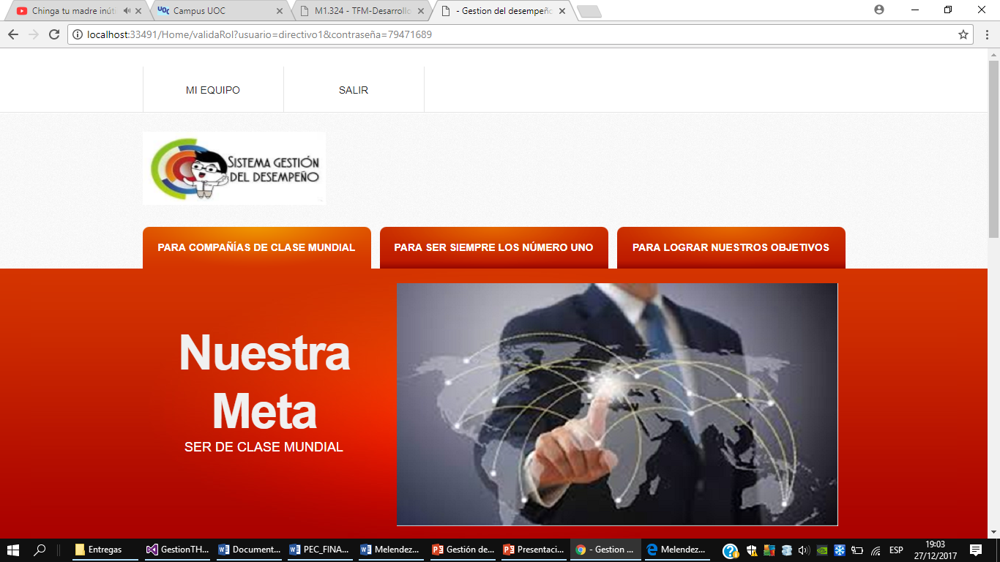 Chinga tu madre inúti
Campus UOC
M1.324 - TFM-Desarrollo
- Gestion del desempeño
localhost:33491/Home/validaRol?usuario=directivo1&contraseña=79471689
MI EQUIPO
SALIR
SISTEMA GESTIÓN
DEL DESEMPEÑO
PARA COMPAÑÍAS DE CLASE MUNDIAL
PARA SER SIEMPRE LOS NÚMERO UNO
PARA LOGRAR NUESTROS OBJETIVOS
Nuestra
Meta
SER DE CLASE MUNDIAL
Entregas
GestionTH...
Document...
PEC_FINA...
Melendez...
Gestión de...
Presentaci...
- Gestion ...
Melendez...
ESP
19:03
27/12/2017